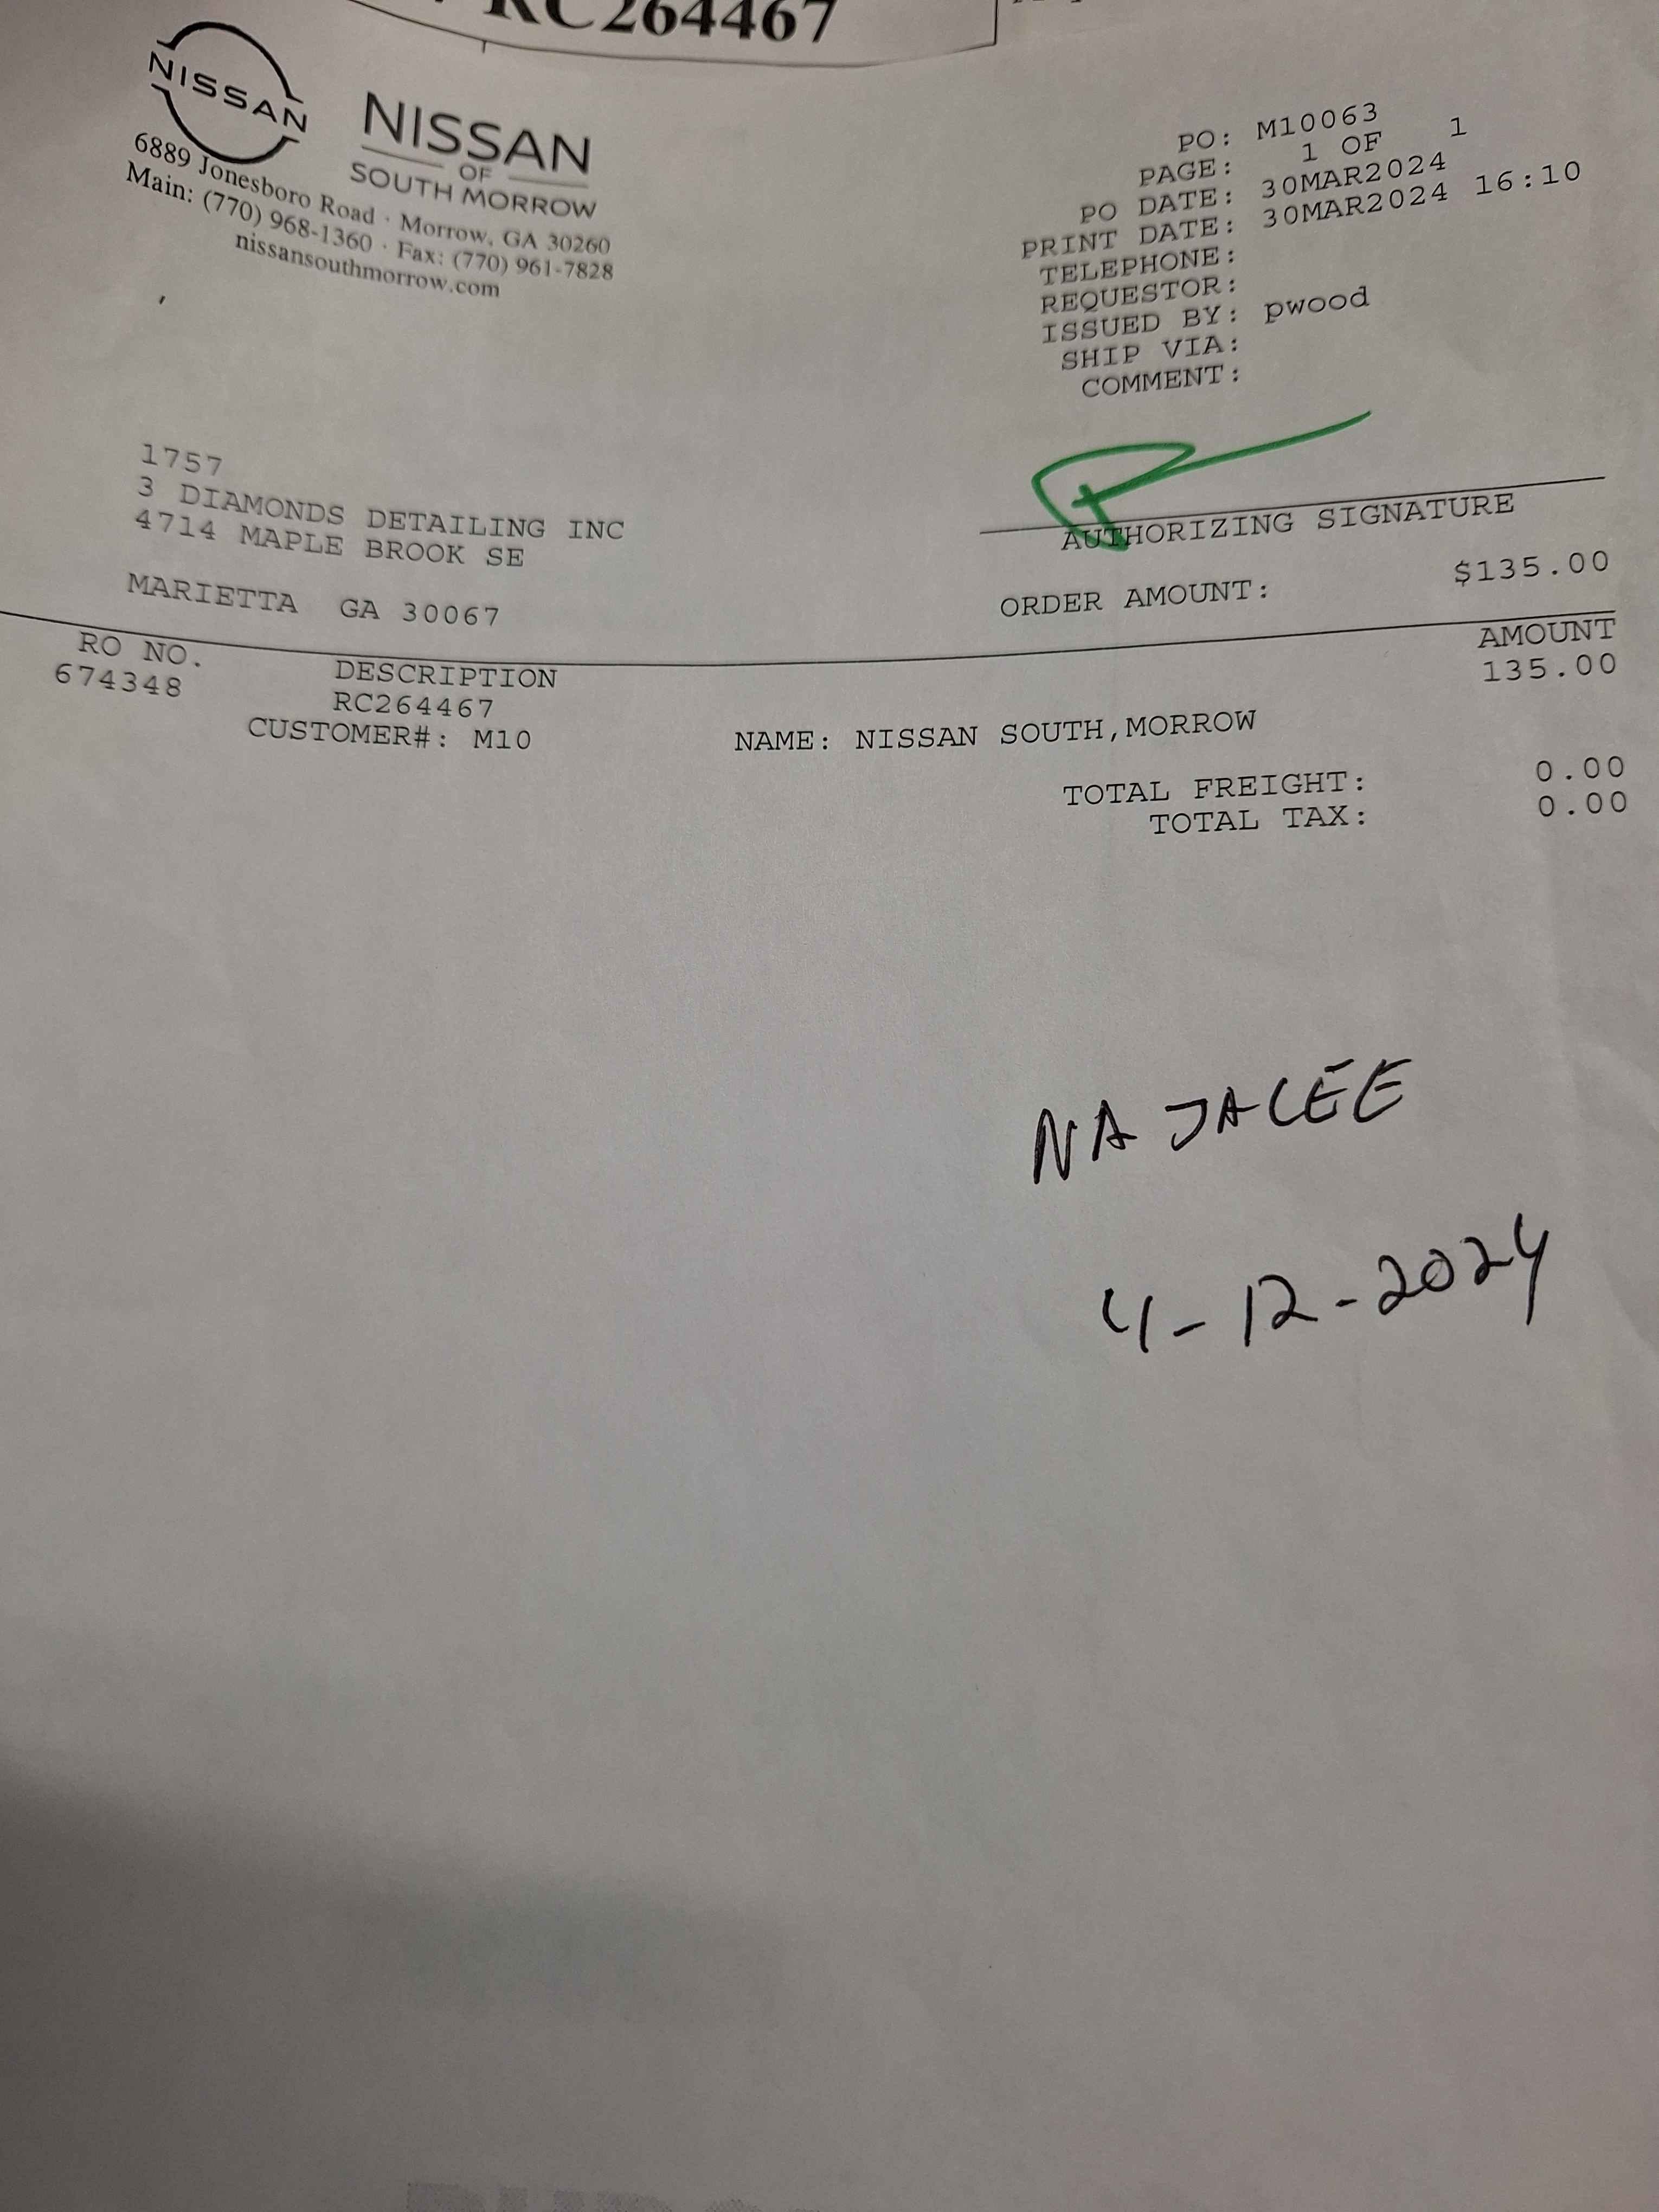 RC264467
NISSAN
NISSAN
OF
SOUTH MORROW
6889 Jonesboro Road · Morrow, GA 30260
Main: (770) 968-1360 · Fax: (770) 961-7828
nissansouthmorrow.com
PO: M10063
PAGE: 1 OF 1
PO DATE: 30MAR2024
PRINT DATE: 30MAR2024 16:10
TELEPHONE:
REQUESTOR:
ISSUED BY: pwood
SHIP VIA:
COMMENT:
1757
3 DIAMONDS DETAILING INC
4714 MAPLE BROOK SE
MARIETTA GA 30067
AUTHORIZING SIGNATURE
ORDER AMOUNT: $135.00
RO NO. DESCRIPTION AMOUNT
674348 RC264467 135.00
CUSTOMER#: M10 NAME: NISSAN SOUTH,MORROW
TOTAL FREIGHT: 0.00
TOTAL TAX: 0.00
NA JALEE
4-12-2024